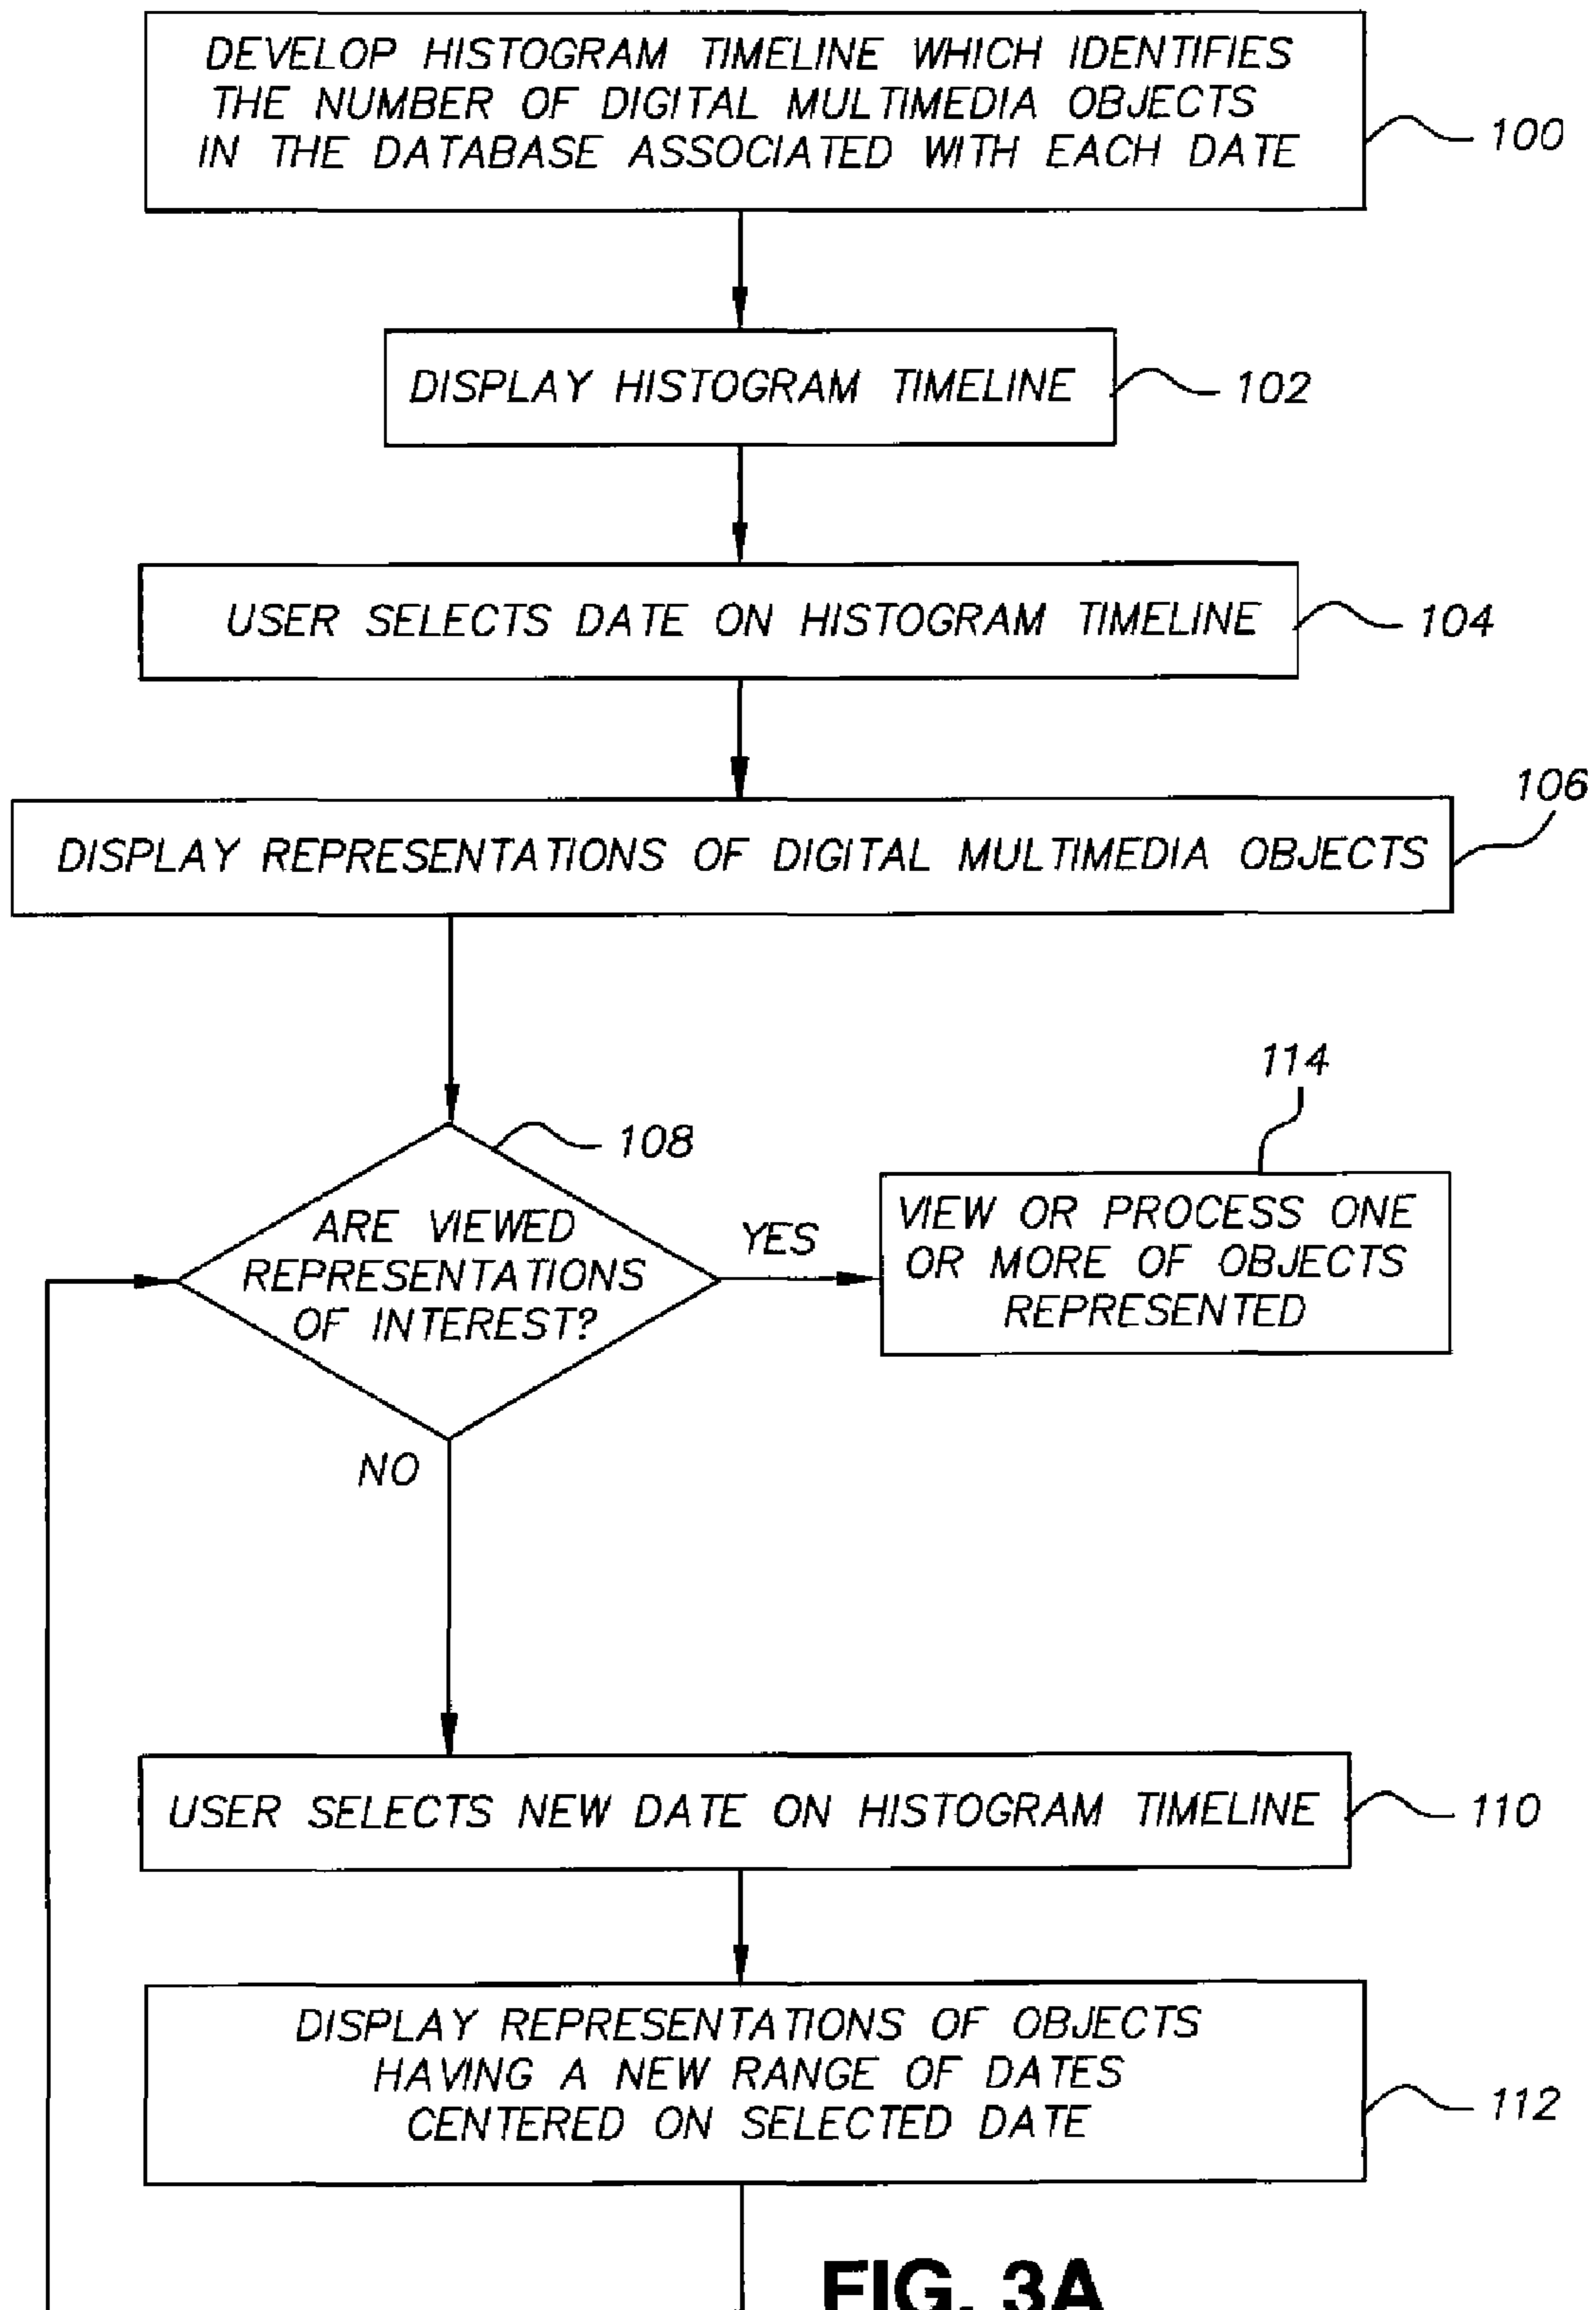 DEVELOP HISTOGRAM TIMELINE WHICH IDENTIFIES
THE NUMBER OF DIGITAL MULTIMEDIA OBJECTS
IN THE DATABASE ASSOCIATED WITH EACH DATE
100
DISPLAY HISTOGRAM TIMELINE
102
USER SELECTS DATE ON HISTOGRAM TIMELINE
104
106
DISPLAY REPRESENTATIONS OF DIGITAL MULTIMEDIA OBJECTS
114
108
ARE VIEWED
REPRESENTATIONS
OF INTEREST?
YES
VIEW OR PROCESS ONE
OR MORE OF OBJECTS
REPRESENTED
NO
USER SELECTS NEW DATE ON HISTOGRAM TIMELINE
110
DISPLAY REPRESENTATIONS OF OBJECTS
HAVING A NEW RANGE OF DATES
CENTERED ON SELECTED DATE
112
FIG. 3A